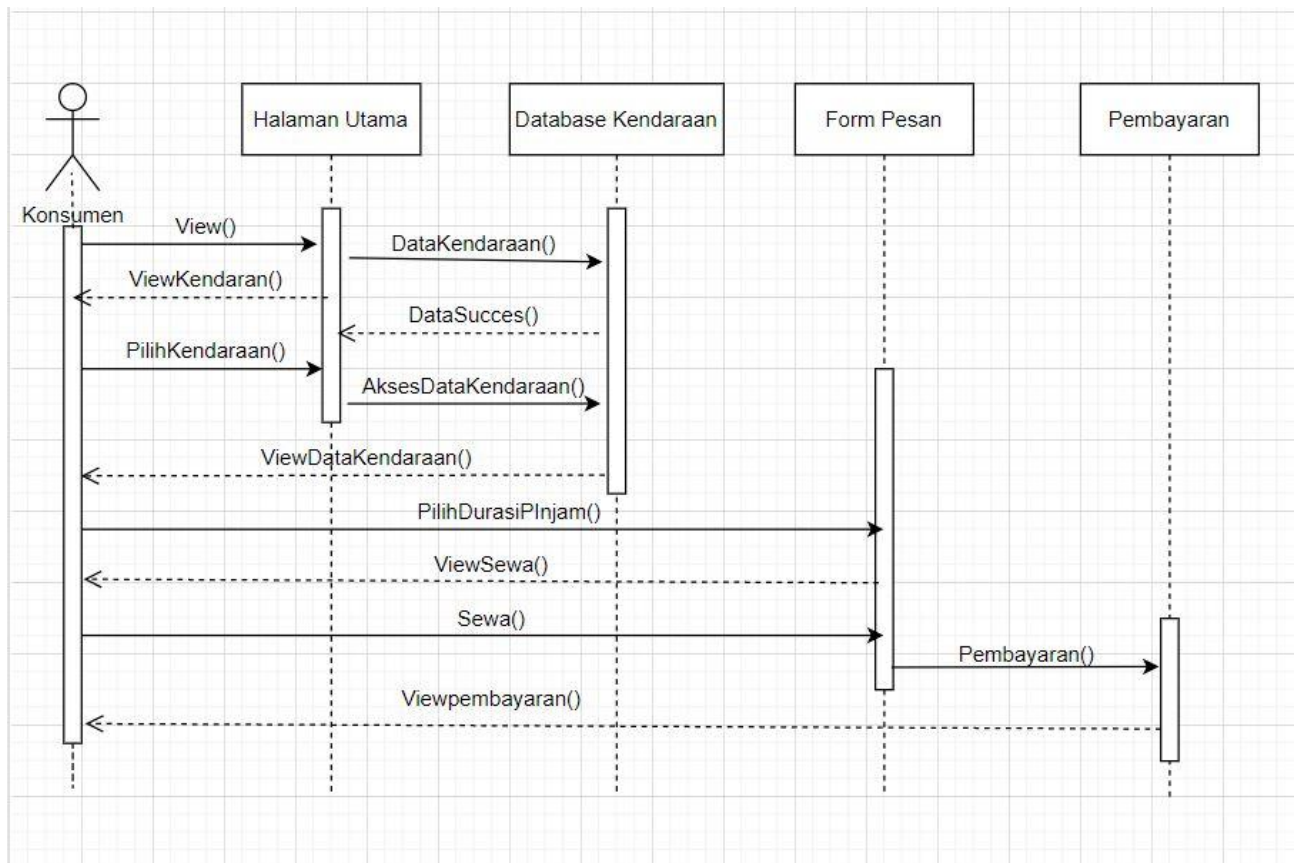 Halaman Utama
Database Kendaraan
Form Pesan
Pembayaran
Konsumen
View()
DataKendaraan()
ViewKendaran()
DataSucces()
PilihKendaraan()
AksesDataKendaraan()
ViewDataKendaraan()
PilihDurasiPInjam()
ViewSewa()
Sewa()
Pembayaran()
Viewpembayaran()